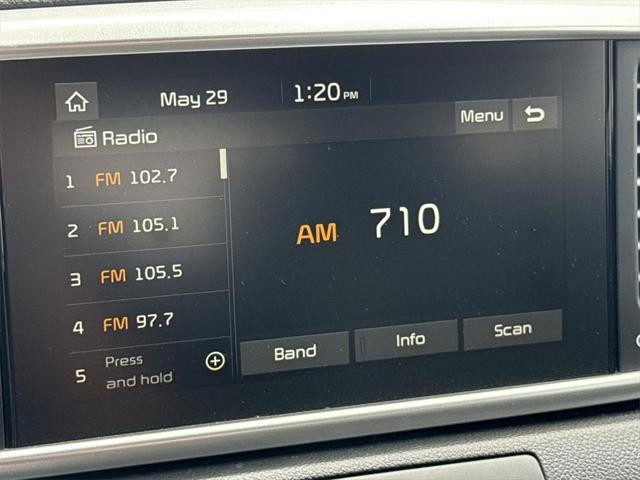 May 29
1:20 PM
Radio
Menu
1 FM 102.7
2 FM 105.1
3 FM 105.5
4 FM 97.7
5 Press
and hold
AM 710
Band
Info
Scan